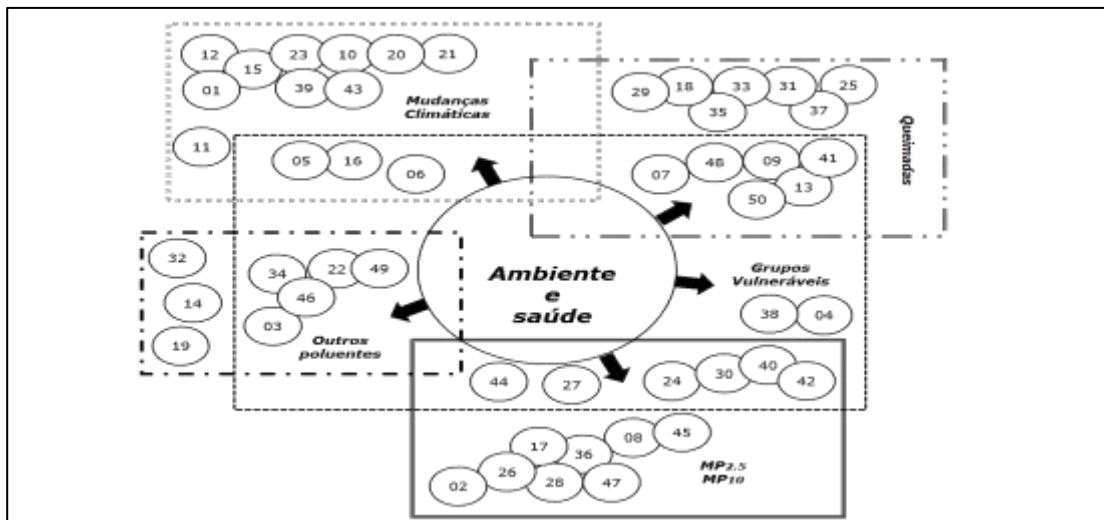 12 23 10 20 21
15
01 39 43
Mudanças
Climáticas
11
05 16 06
29 18 33 31 25
35 37
Queimadas
07 48 09 41
50 13
32
14
19
34 22 49
46
03
Outros
poluentes
Ambiente
e
saúde
Grupos
Vulneráveis
38 04
44 27 24 30 40 42
17 36 08 45
02 26 28 47
MP2.5
MP10